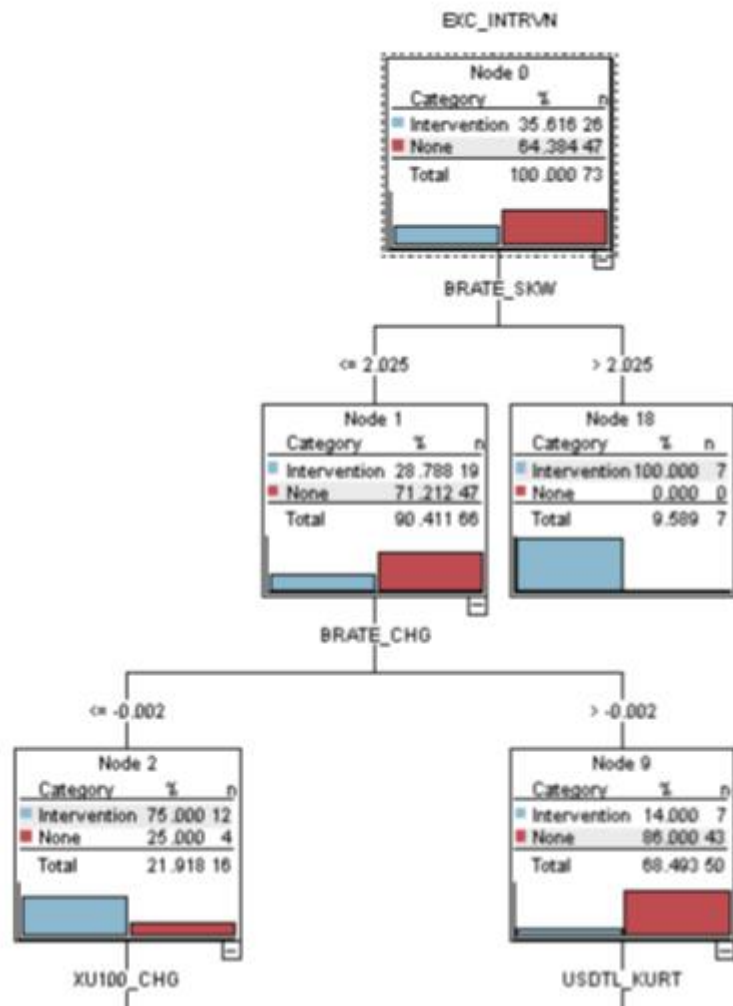 EXC_INTRVN
Node 0
Category % n
Intervention 35.616 26
None 64.384 47
Total 100.000 73
BRATE_SKW
<= 2.025 > 2.025
Node 1
Category % n
Intervention 28.788 19
None 71.212 47
Total 90.411 66
Node 18
Category % n
Intervention 100.000 7
None 0.000 0
Total 9.589 7
BRATE_CHG
<= -0.002 > -0.002
Node 2
Category % n
Intervention 75.000 12
None 25.000 4
Total 21.918 16
Node 9
Category % n
Intervention 14.000 7
None 86.000 43
Total 68.493 50
XU100_CHG USDTL_KURT